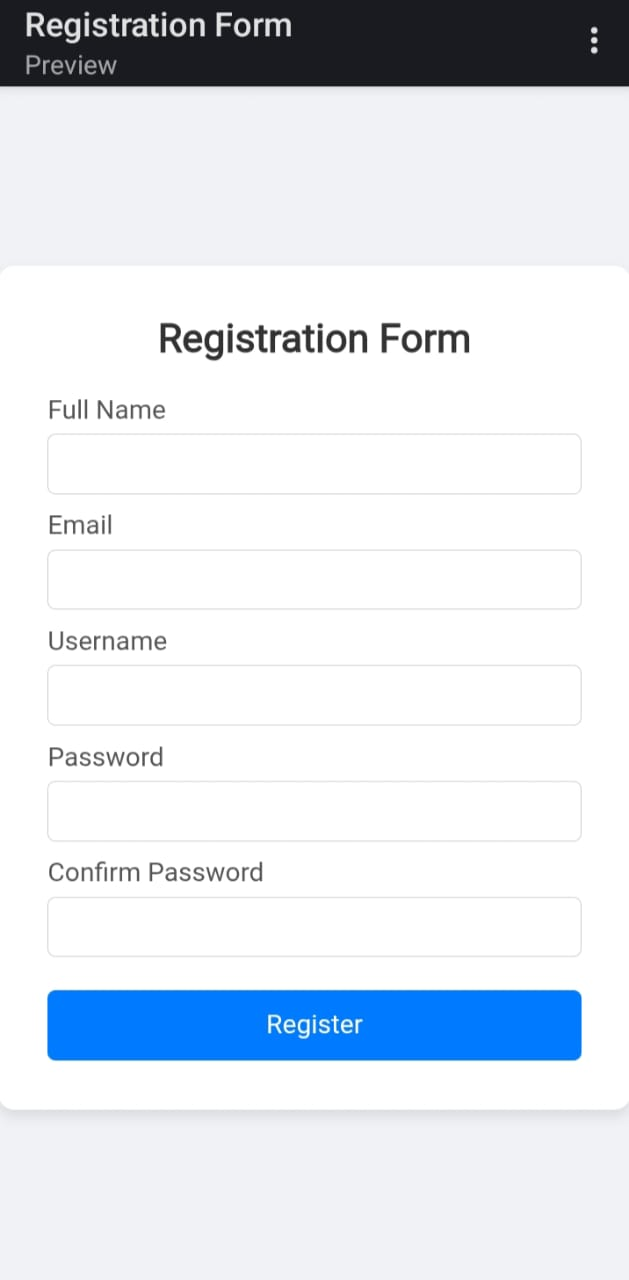 Registration Form
Preview
Registration Form
Full Name
Email
Username
Password
Confirm Password
Register